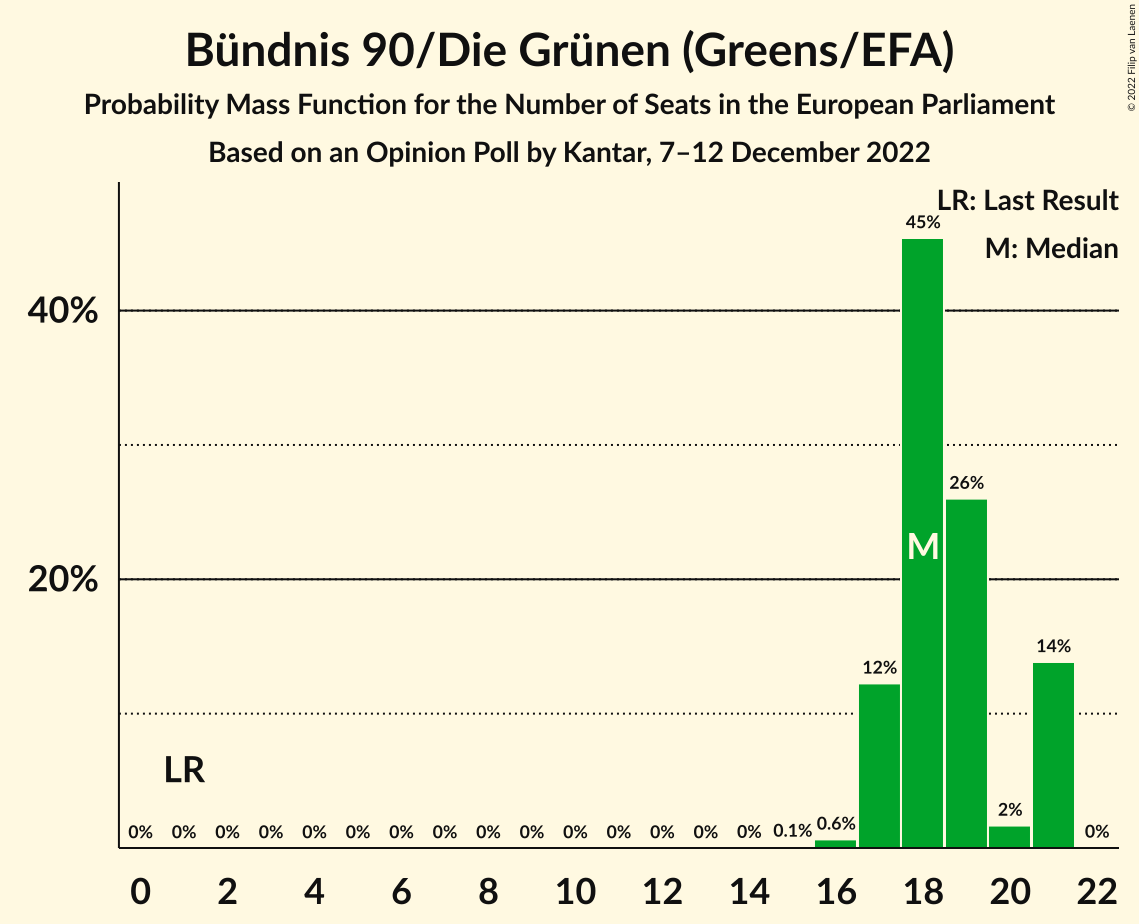 Bündnis 90/Die Grünen (Greens/EFA)
Probability Mass Function for the Number of Seats in the European Parliament
Based on an Opinion Poll by Kantar, 7–12 December 2022
© 2022 Filip van Laenen
LR: Last Result
M: Median
45%
40%
26%
M
20%
14%
12%
LR
2%
0% 0% 0% 0% 0% 0% 0% 0% 0% 0% 0% 0% 0% 0% 0% 0.1% 0.6% 0%
0 2 4 6 8 10 12 14 16 18 20 22